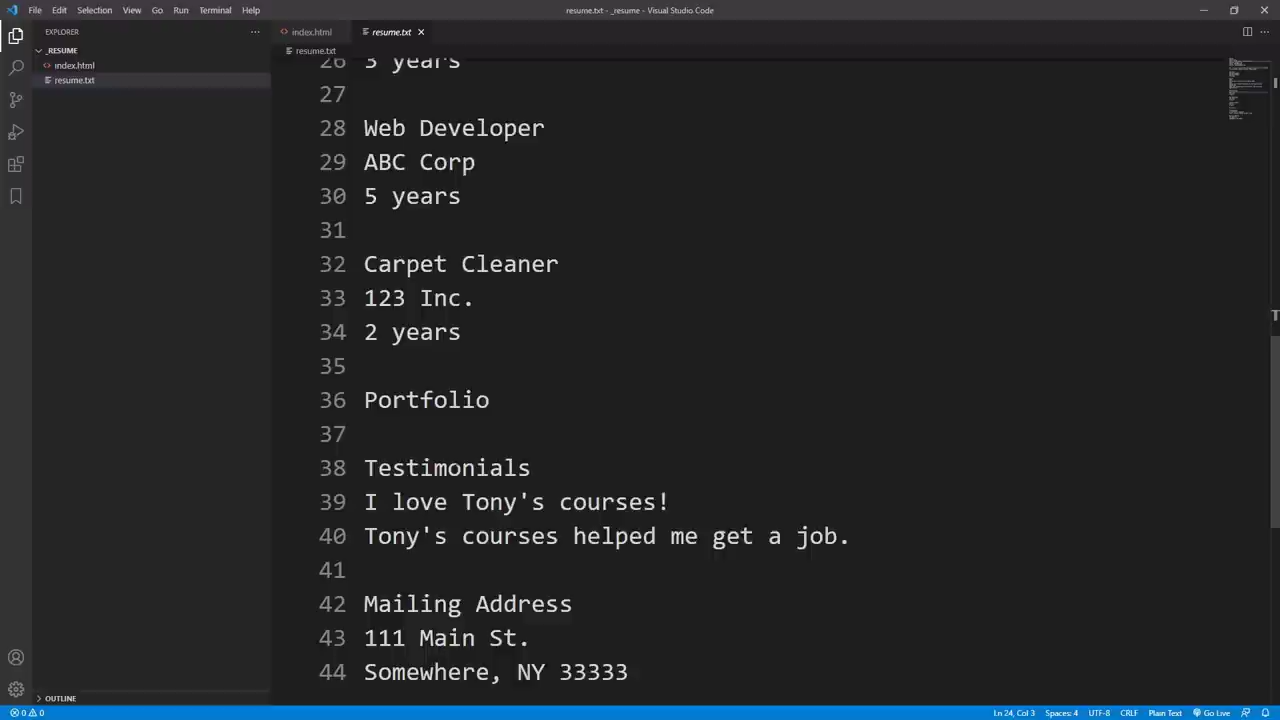 File Edit Selection View Go Run Terminal Help
resume.txt - _resume - Visual Studio Code
EXPLORER
index.html
resume.txt
_RESUME
resume.txt
index.html
resume.txt
26 3 years
27
28 Web Developer
29 ABC Corp
30 5 years
31
32 Carpet Cleaner
33 123 Inc.
34 2 years
35
36 Portfolio
37
38 Testimonials
39 I love Tony's courses!
40 Tony's courses helped me get a job.
41
42 Mailing Address
43 111 Main St.
44 Somewhere, NY 33333
OUTLINE
0 0
Ln 24, Col 3 Spaces: 4 UTF-8 CRLF Plain Text Go Live